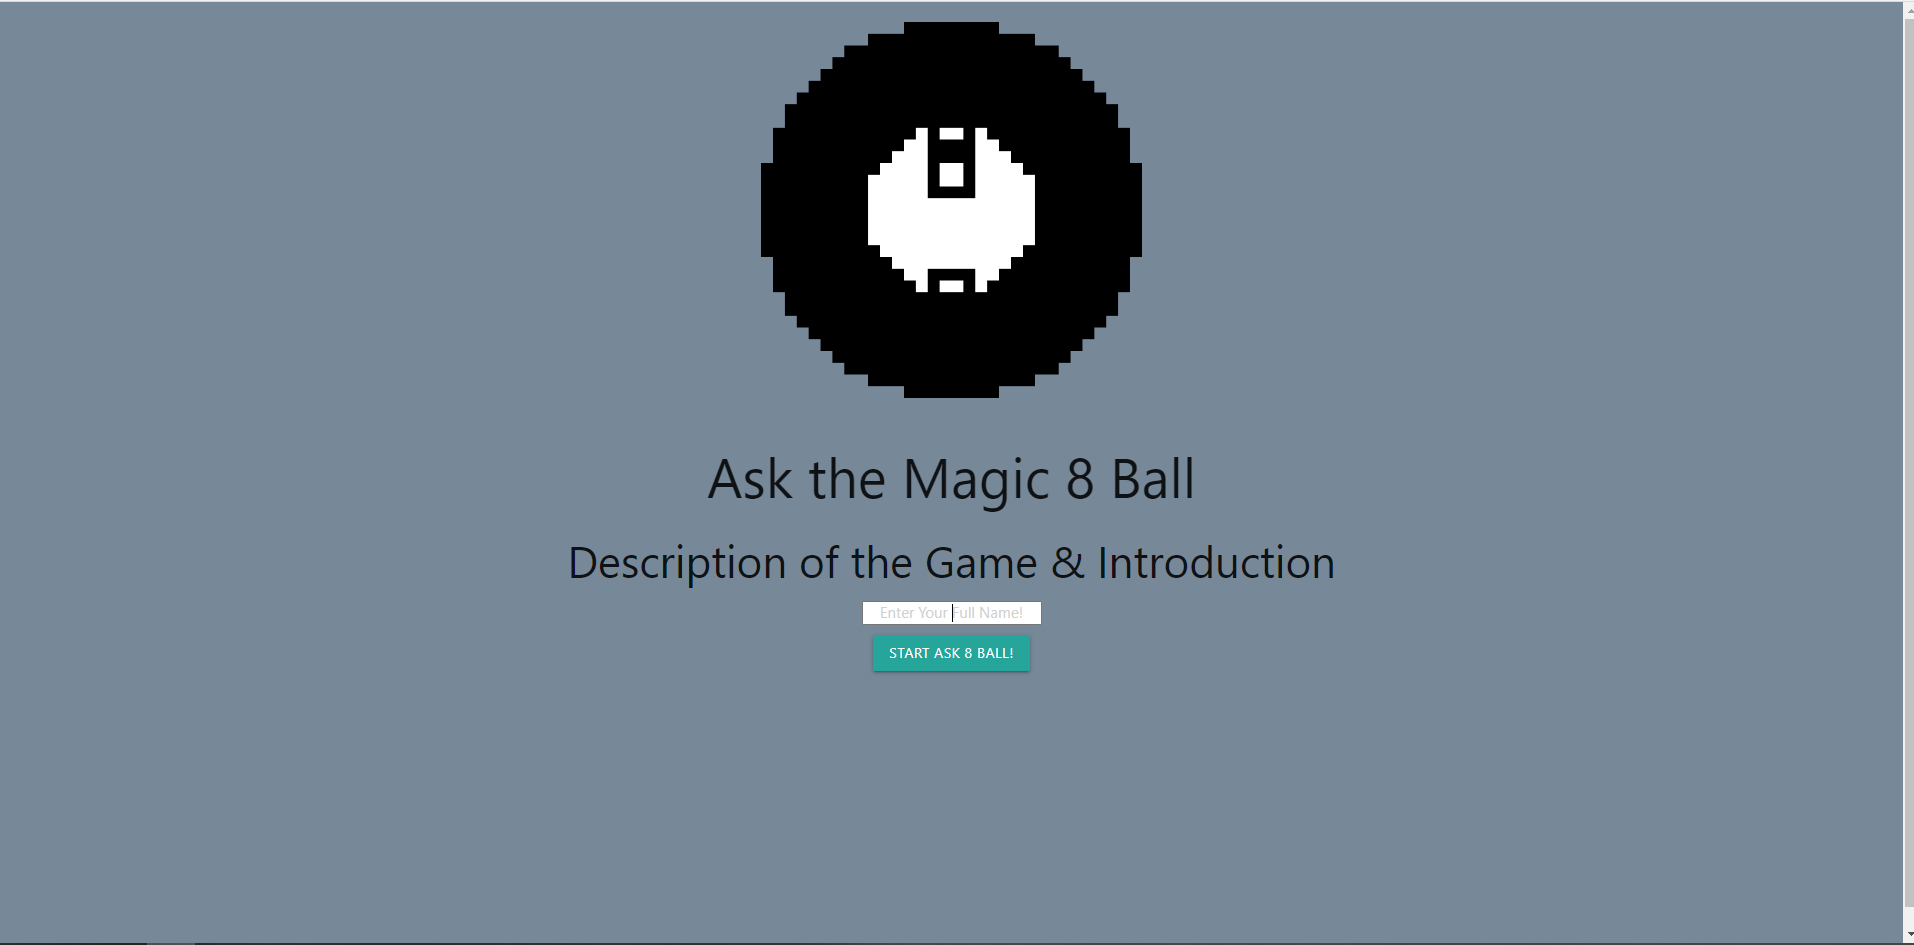 Ask the Magic 8 Ball
Description of the Game & Introduction
Enter Your Full Name!
START ASK 8 BALL!